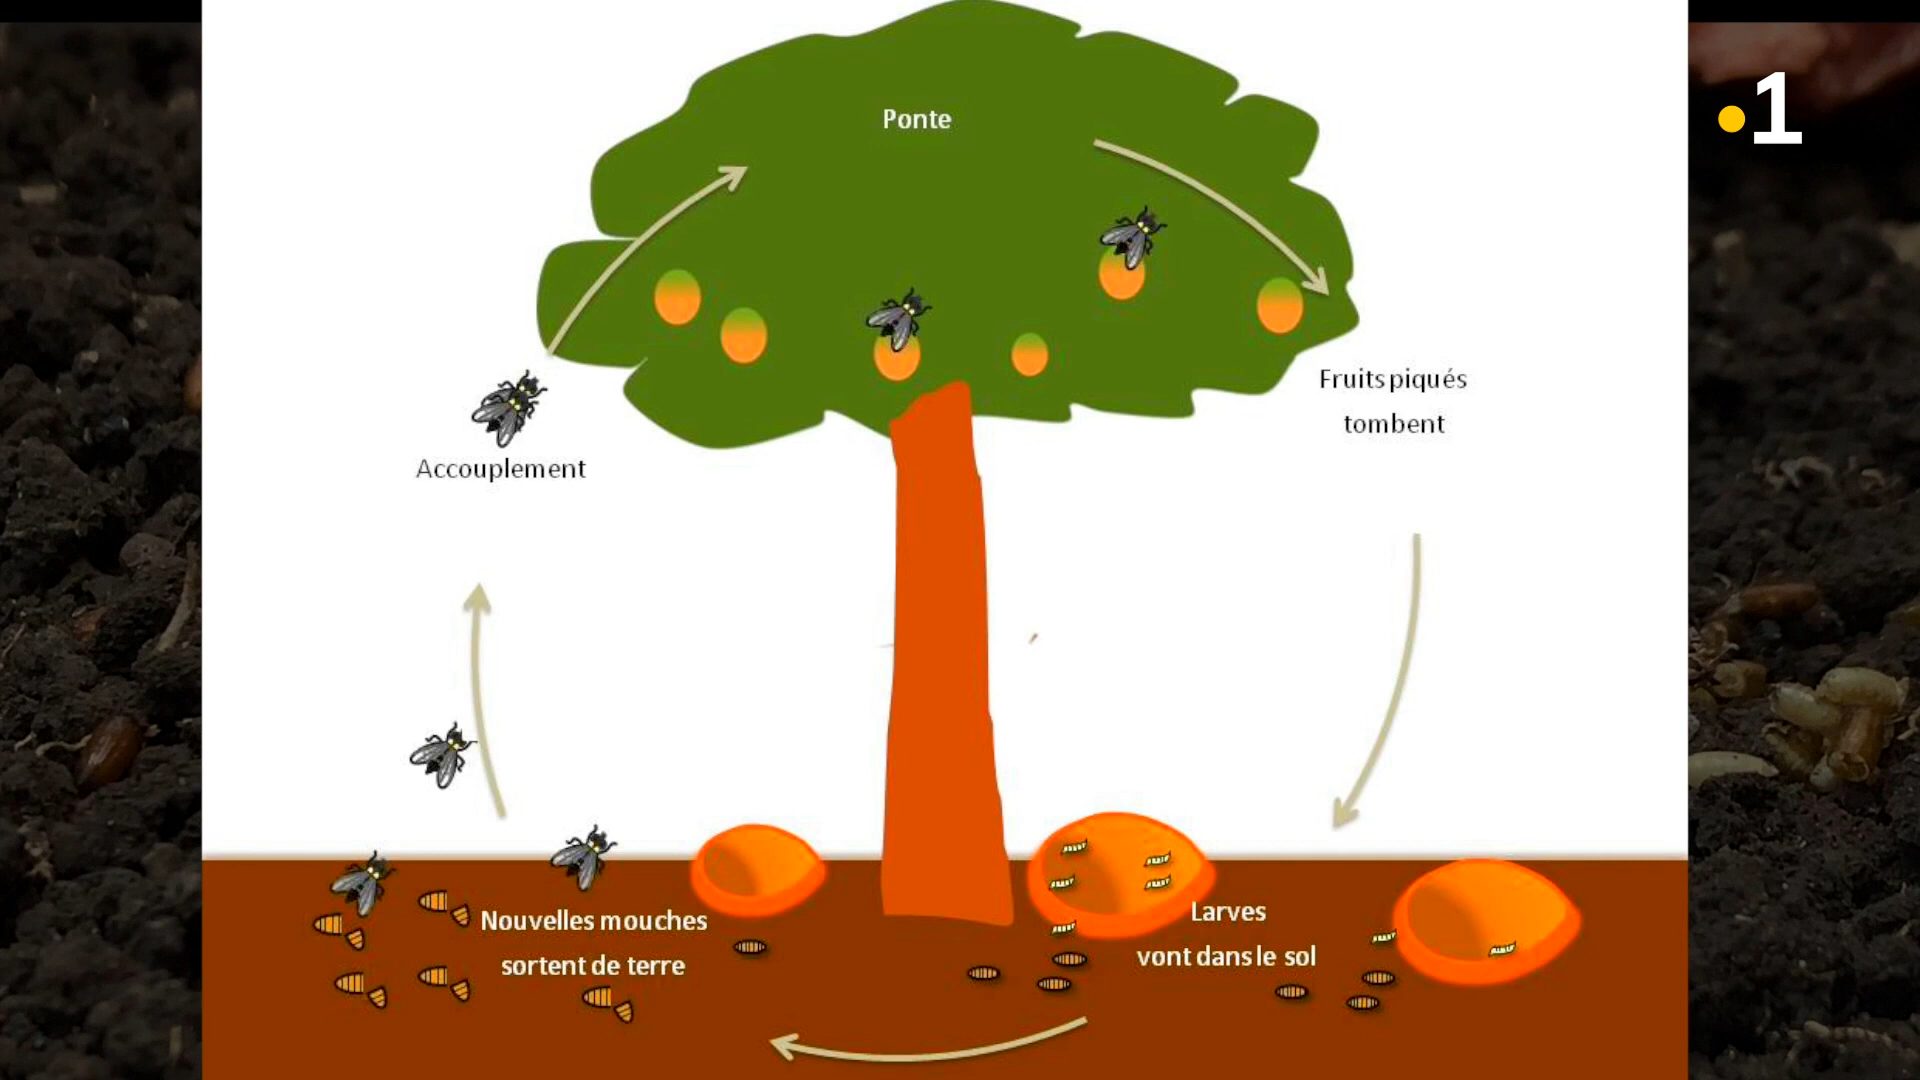 Ponte
1
Fruits piqués
tombent
Accouplement
Nouvelles mouches
sortent de terre
Larves
vont dans le sol